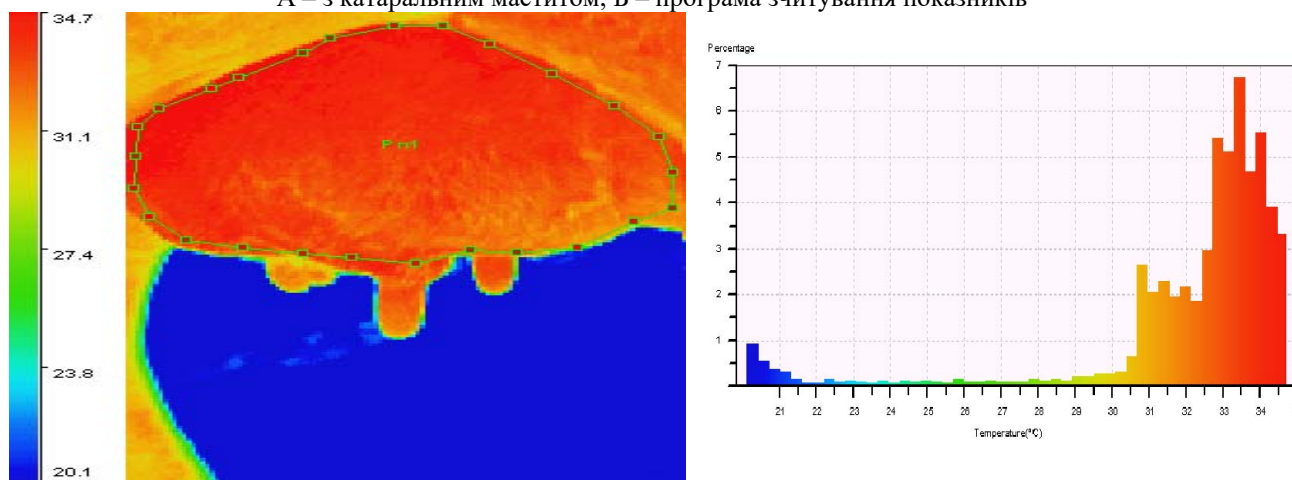 А – з катаральним маститом, Б – програма зчитування показників
34.7
31.1
27.4
23.8
20.1
P n1
Percentage
7
6
5
4
3
2
1
21 22 23 24 25 26 27 28 29 30 31 32 33 34
Temperature(ºC)